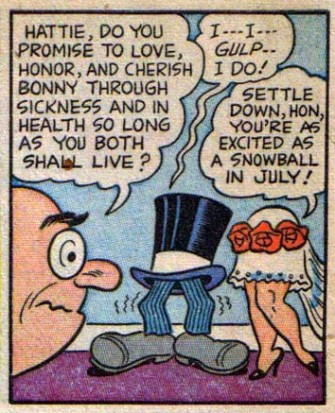 HATTIE, DO YOU
PROMISE TO LOVE,
HONOR, AND CHERISH
BONNY THROUGH
SICKNESS AND IN
HEALTH SO LONG
AS YOU BOTH
SHALL LIVE?
I---I---
GULP--
I DO!
SETTLE
DOWN, HON,
YOU'RE AS
EXCITED AS
A SNOWBALL
IN JULY!